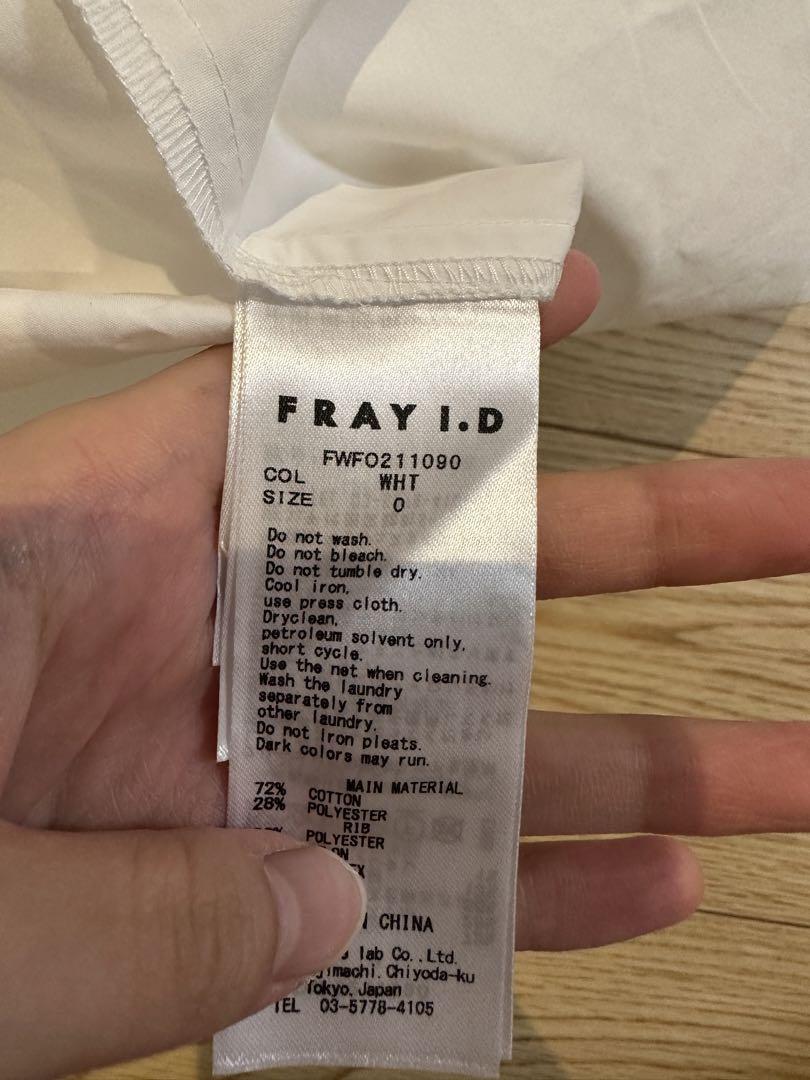 FRAY I.D
FWFO211090
COL WHT
SIZE 0
Do not wash.
Do not bleach.
Do not tumble dry.
Cool iron,
use press cloth.
Dryclean,
petroleum solvent only,
short cycle.
Use the net when cleaning.
Wash the laundry
separately from
other laundry.
Do not iron pleats.
Dark colors may run.
MAIN MATERIAL
72% COTTON
28% POLYESTER
RIB
POLYESTER
CHINA
lab Co.,Ltd.
Chiyoda-ku
Tokyo, Japan
TEL 03-5778-4105